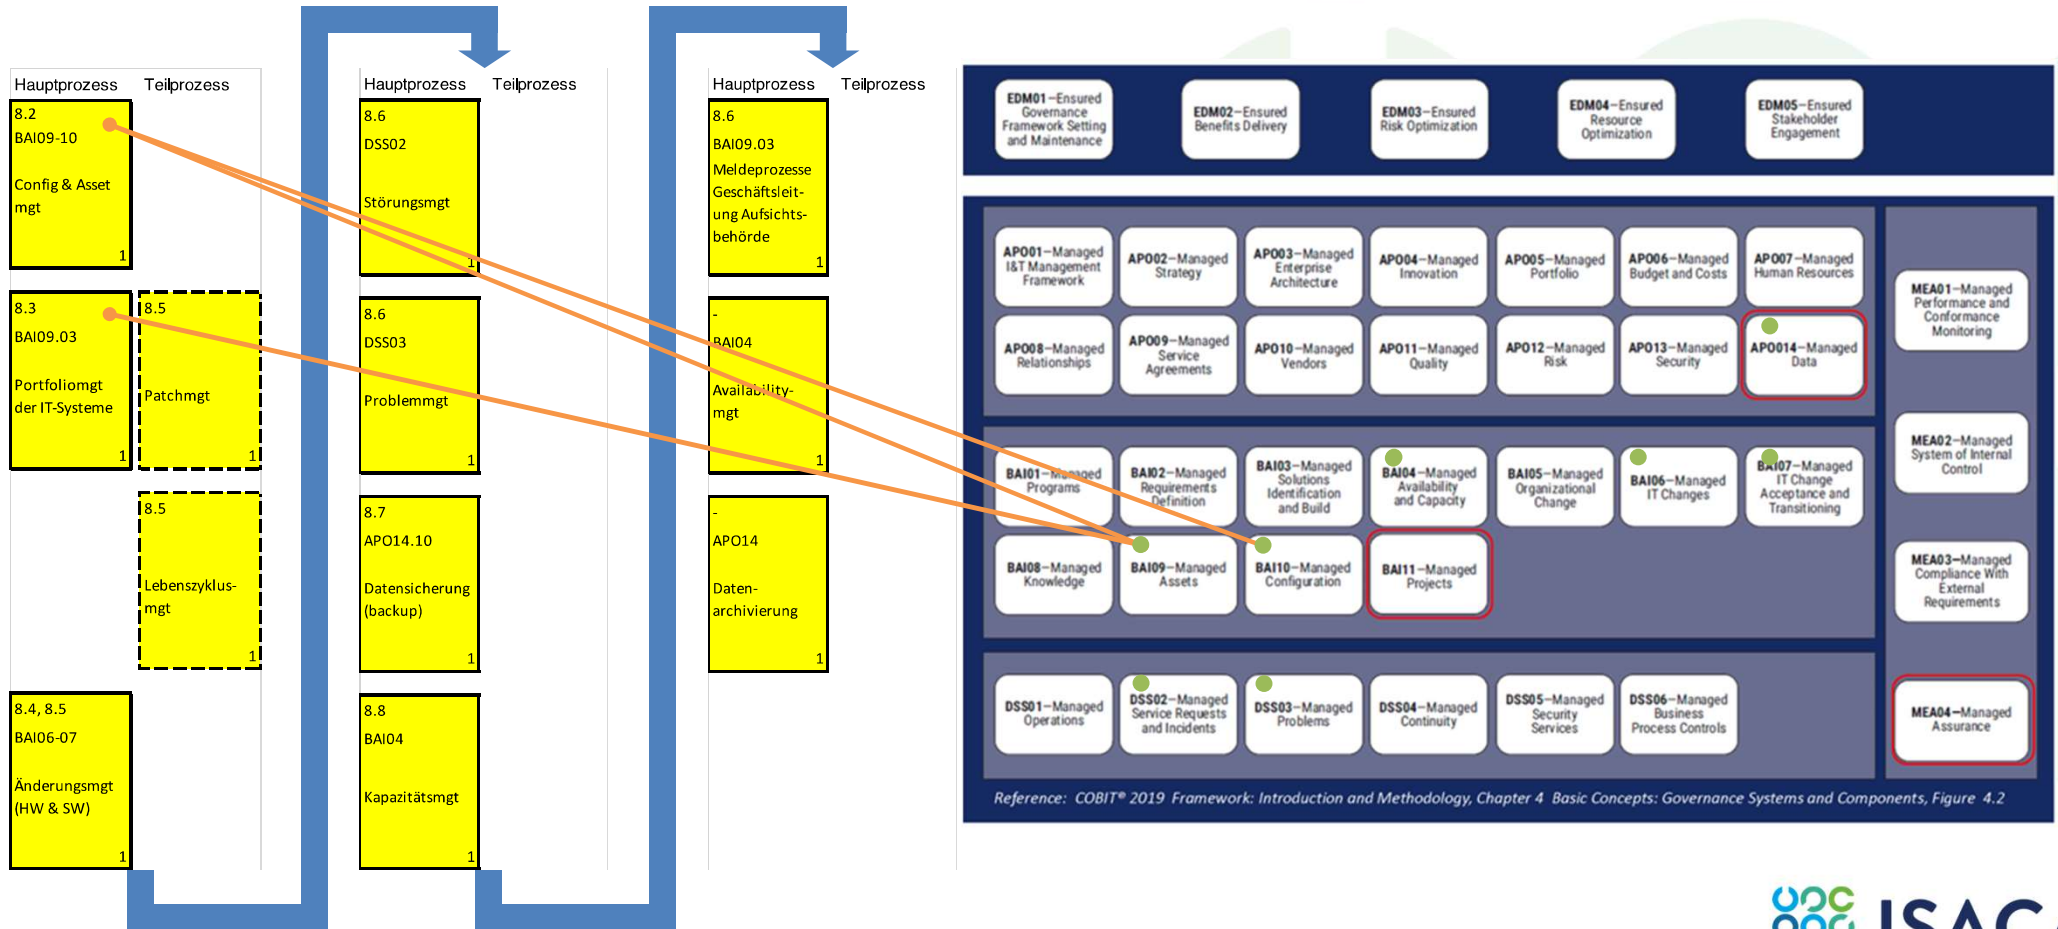 Hauptprozess Teilprozess
8.2
BAI09-10
Config & Asset
mgt
1
8.3
BAI09.03
Portfoliomgt
der IT-Systeme
1
8.5
Patchmgt
1
8.5
Lebenszyklus-
mgt
1
8.4, 8.5
BAI06-07
Änderungsmgt
(HW & SW)
1
Hauptprozess Teilprozess
8.6
DSS02
Störungsmgt
1
8.6
DSS03
Problemmgt
1
8.7
APO14.10
Datensicherung
(backup)
1
8.8
BAI04
Kapazitätsmgt
1
Hauptprozess Teilprozess
8.6
BAI09.03
Meldeprozesse
Geschäftsleit-
ung Aufsichts-
behörde
1
-
BAI04
Availability-
mgt
1
-
APO14
Daten-
archivierung
1
EDM01—Ensured
Governance
Framework Setting
and Maintenance
EDM02—Ensured
Benefits Delivery
EDM03—Ensured
Risk Optimization
EDM04—Ensured
Resource
Optimization
EDM05—Ensured
Stakeholder
Engagement
APO01—Managed
I&T Management
Framework
APO02—Managed
Strategy
APO03—Managed
Enterprise
Architecture
APO04—Managed
Innovation
APO05—Managed
Portfolio
APO06—Managed
Budget and Costs
APO07—Managed
Human Resources
APO08—Managed
Relationships
APO09—Managed
Service
Agreements
APO10—Managed
Vendors
APO11—Managed
Quality
APO12—Managed
Risk
APO13—Managed
Security
APO014—Managed
Data
BAI01—Managed
Programs
BAI02—Managed
Requirements
Definition
BAI03—Managed
Solutions
Identification
and Build
BAI04—Managed
Availability
and Capacity
BAI05—Managed
Organizational
Change
BAI06—Managed
IT Changes
BAI07—Managed
IT Change
Acceptance and
Transitioning
BAI08—Managed
Knowledge
BAI09—Managed
Assets
BAI10—Managed
Configuration
BAI11—Managed
Projects
DSS01—Managed
Operations
DSS02—Managed
Service Requests
and Incidents
DSS03—Managed
Problems
DSS04—Managed
Continuity
DSS05—Managed
Security
Services
DSS06—Managed
Business
Process Controls
MEA01—Managed
Performance and
Conformance
Monitoring
MEA02—Managed
System of Internal
Control
MEA03—Managed
Compliance With
External
Requirements
MEA04—Managed
Assurance
Reference: COBIT® 2019 Framework: Introduction and Methodology, Chapter 4 Basic Concepts: Governance Systems and Components, Figure 4.2
ISAC